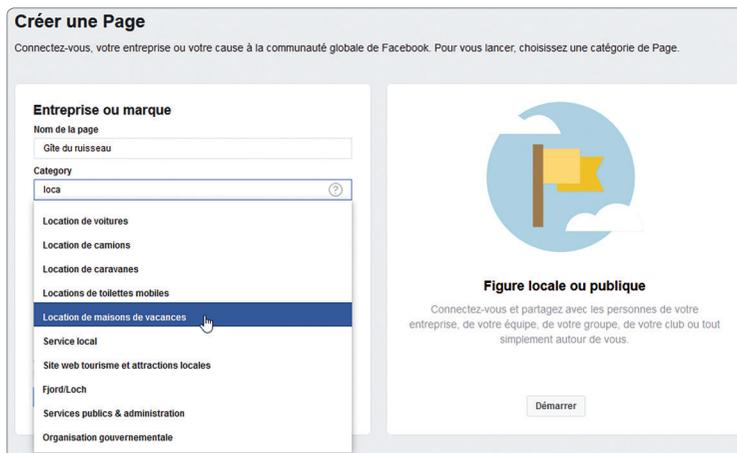 Créer une Page
Connectez-vous, votre entreprise ou votre cause à la communauté globale de Facebook. Pour vous lancer, choisissez une catégorie de Page.
Entreprise ou marque
Nom de la page
Gîte du ruisseau
Category
loca
?
Location de voitures
Location de camions
Location de caravanes
Locations de toilettes mobiles
Location de maisons de vacances
Service local
Site web tourisme et attractions locales
Fjord/Loch
Services publics & administration
Organisation gouvernementale
Figure locale ou publique
Connectez-vous et partagez avec les personnes de votre
entreprise, de votre équipe, de votre groupe, de votre club ou tout
simplement autour de vous.
Démarrer